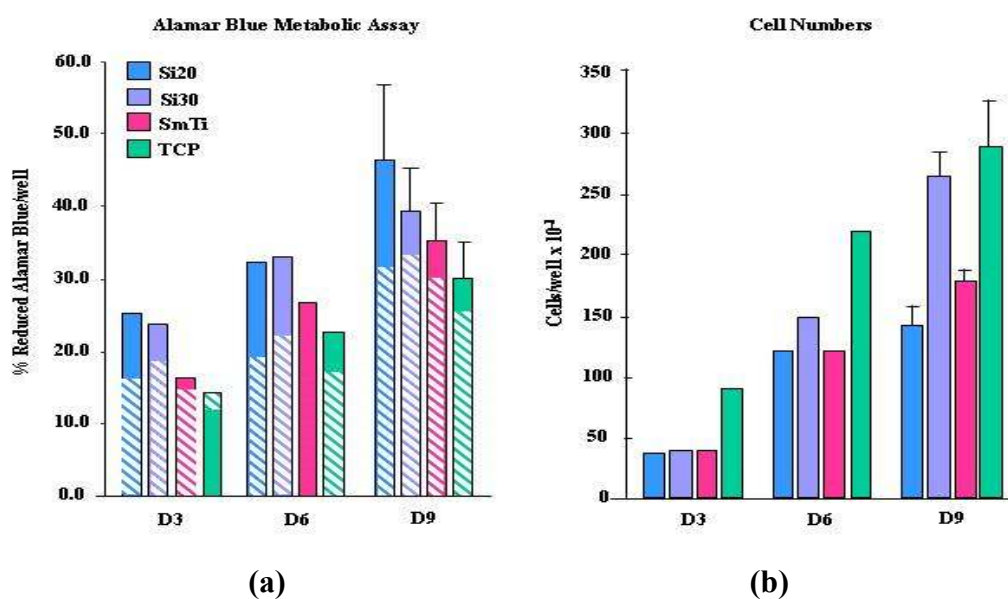 Alamar Blue Metabolic Assay
% Reduced Alamar Blue/well
60.0
50.0
40.0
30.0
20.0
10.0
0.0
Si20
Si30
SmTi
TCP
D3 D6 D9
(a)
Cell Numbers
Cells/well x 10
350
300
250
200
150
100
50
0
D3 D6 D9
(b)